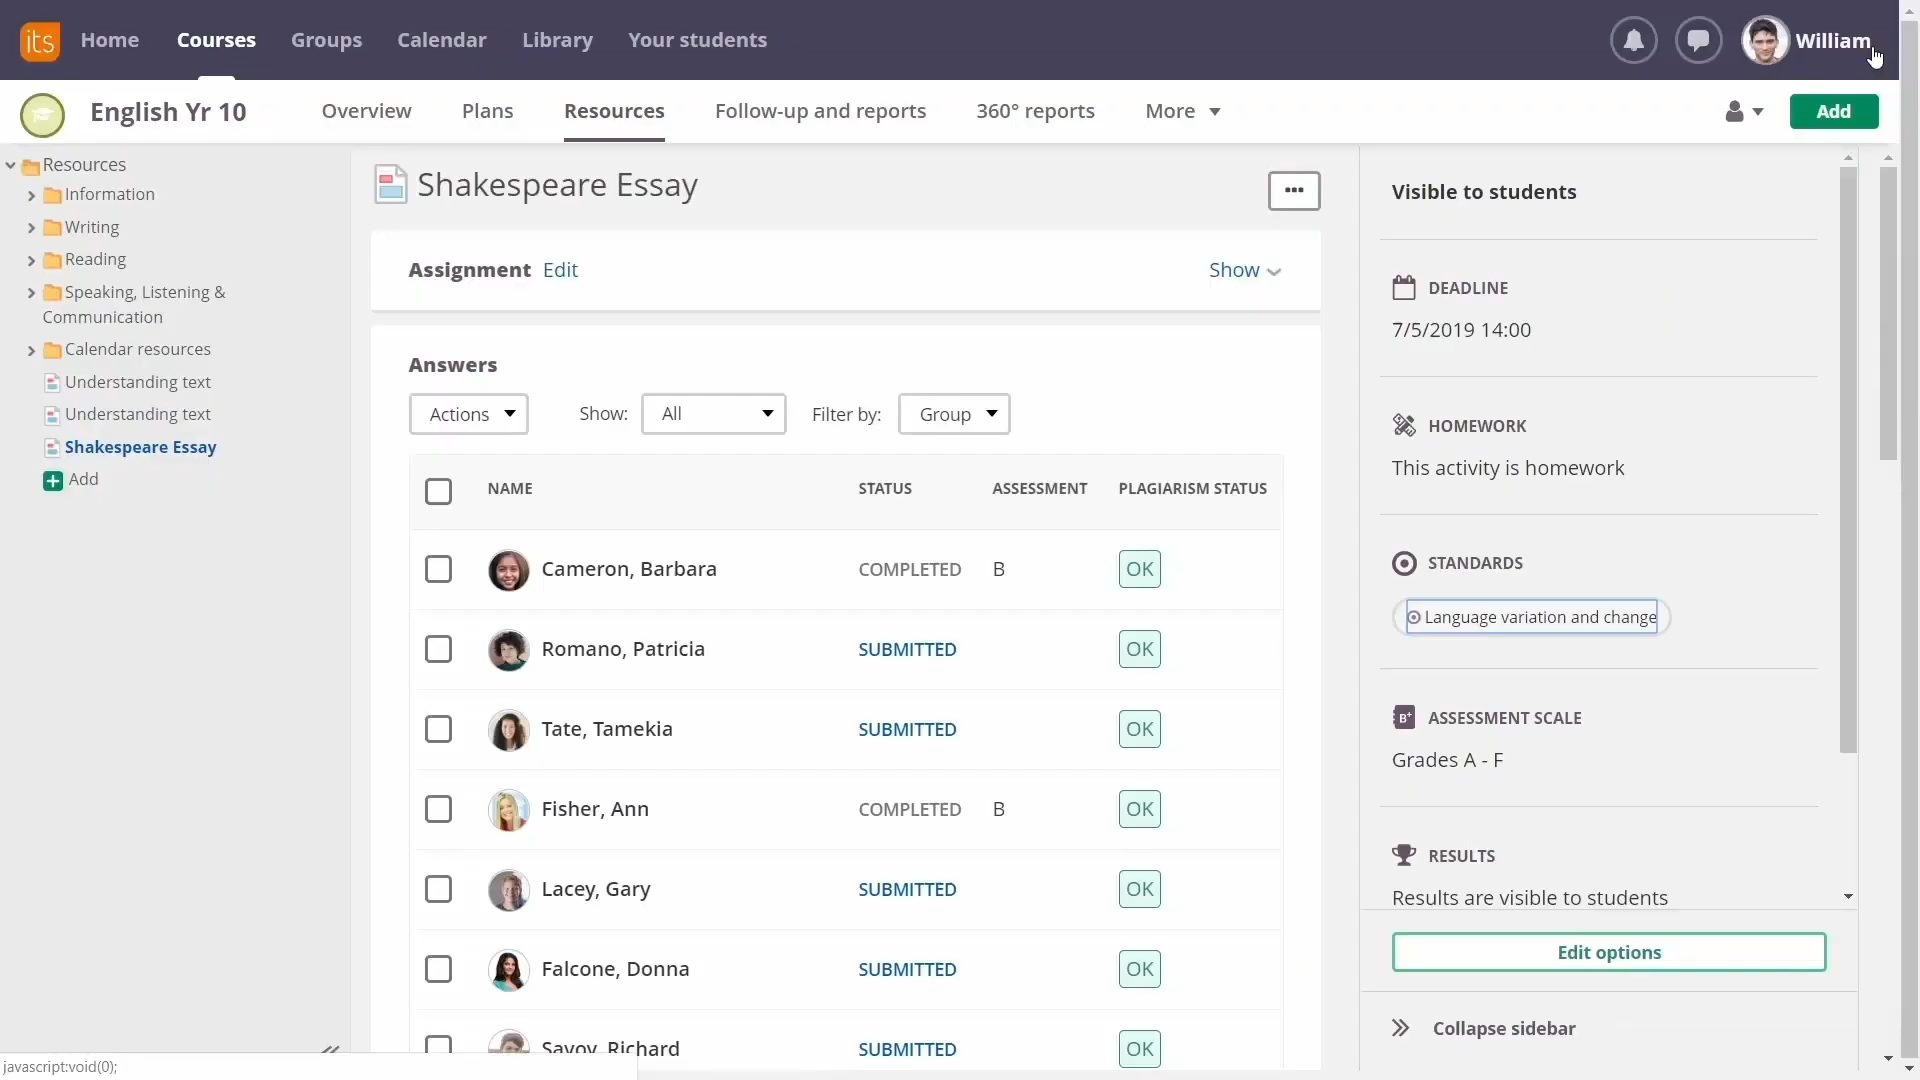 its Home Courses Groups Calendar Library Your students William
English Yr 10 Overview Plans Resources Follow-up and reports 360° reports More Add
Resources
Information
Writing
Reading
Speaking, Listening &
Communication
Calendar resources
Understanding text
Understanding text
Shakespeare Essay
Add
Shakespeare Essay
Assignment Edit Show
Answers
Actions Show: All Filter by: Group
NAME STATUS ASSESSMENT PLAGIARISM STATUS
Cameron, Barbara COMPLETED B OK
Romano, Patricia SUBMITTED OK
Tate, Tamekia SUBMITTED OK
Fisher, Ann COMPLETED B OK
Lacey, Gary SUBMITTED OK
Falcone, Donna SUBMITTED OK
Savoy, Richard SUBMITTED OK
Visible to students
DEADLINE
7/5/2019 14:00
HOMEWORK
This activity is homework
STANDARDS
Language variation and change
B+ ASSESSMENT SCALE
Grades A - F
RESULTS
Results are visible to students
Edit options
Collapse sidebar
javascript:void(0);